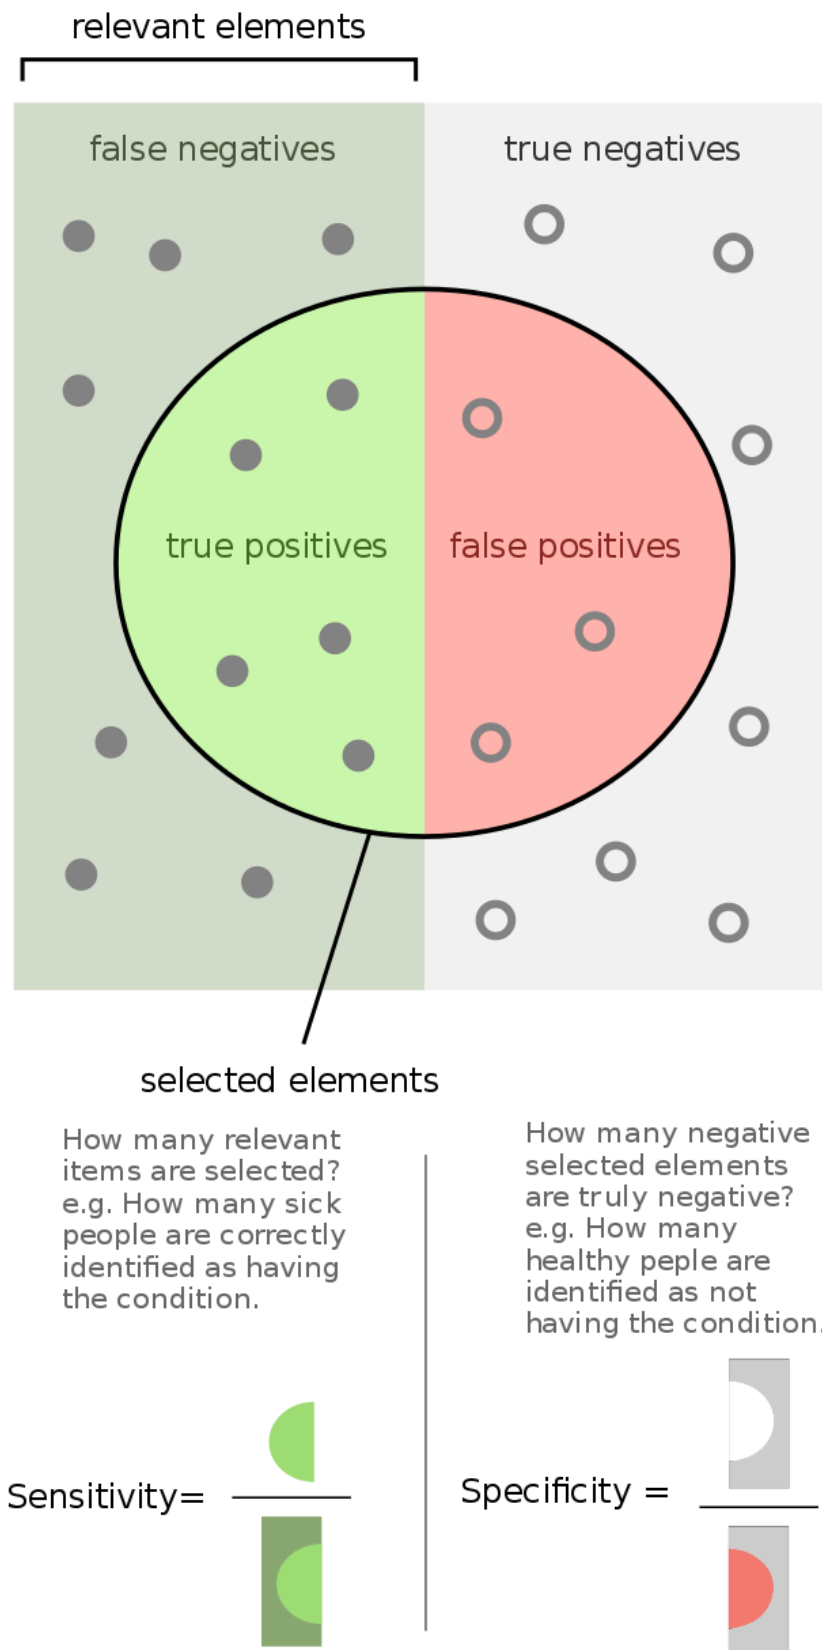 relevant elements
false negatives
true negatives
true positives
false positives
selected elements
How many relevant
items are selected?
e.g. How many sick
people are correctly
identified as having
the condition.
How many negative
selected elements
are truly negative?
e.g. How many
healthy peple are
identified as not
having the condition.
Sensitivity=
Specificity =